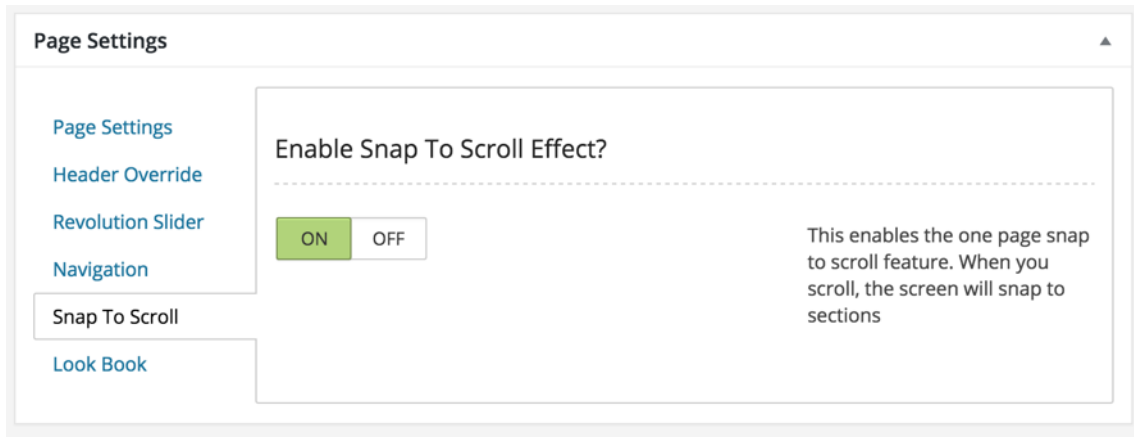 Page Settings
Page Settings
Header Override
Revolution Slider
Navigation
Snap To Scroll
Look Book
Enable Snap To Scroll Effect?
ON OFF
This enables the one page snap
to scroll feature. When you
scroll, the screen will snap to
sections